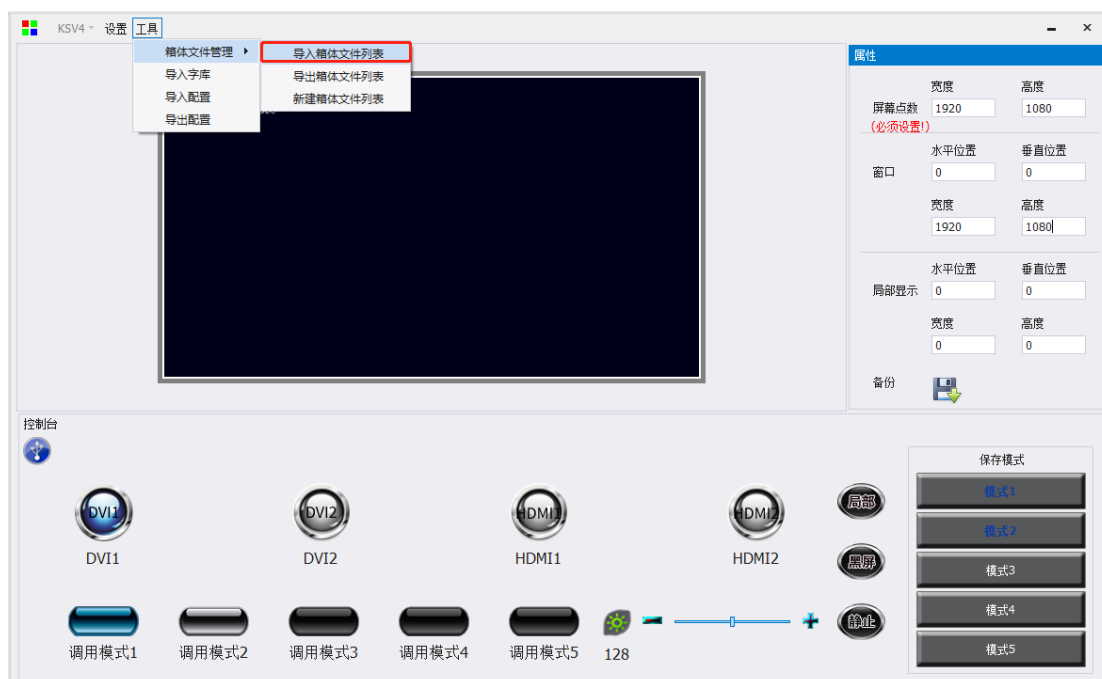 KSV4 设置 工具
箱体文件管理
导入字库
导入配置
导出配置
导入箱体文件列表
导出箱体文件列表
新建箱体文件列表
属性
宽度 高度
屏幕点数 1920 1080
(必须设置!)
水平位置 垂直位置
窗口 0 0
宽度 高度
1920 1080
水平位置 垂直位置
局部显示 0 0
宽度 高度
0 0
备份
控制台
DVI1 DVI2 HDMI1 HDMI2
DVI1 DVI2 HDMI1 HDMI2
局部
黑屏
静止
调用模式1 调用模式2 调用模式3 调用模式4 调用模式5 128
保存模式
模式1
模式2
模式3
模式4
模式5